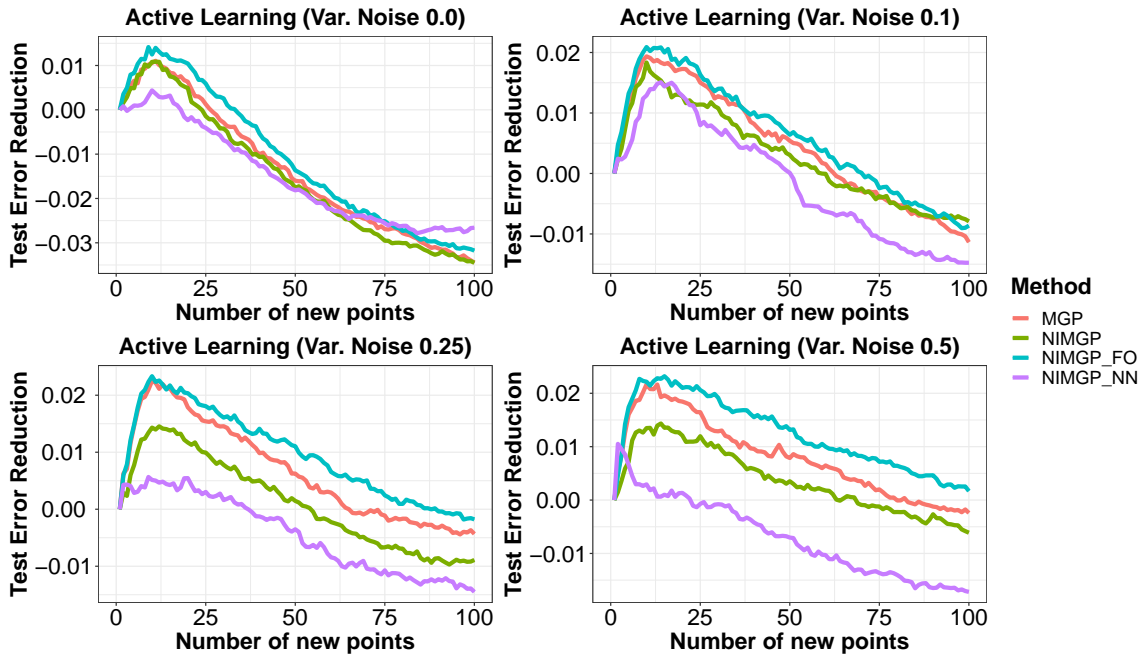 Active Learning (Var. Noise 0.0)
Test Error Reduction
0.01
0.00
−0.01
−0.02
−0.03
0
25
50
75
100
Number of new points
Active Learning (Var. Noise 0.1)
Test Error Reduction
0.02
0.01
0.00
−0.01
0
25
50
75
100
Number of new points
Active Learning (Var. Noise 0.25)
Test Error Reduction
0.02
0.01
0.00
−0.01
0
25
50
75
100
Number of new points
Active Learning (Var. Noise 0.5)
Test Error Reduction
0.02
0.01
0.00
−0.01
0
25
50
75
100
Number of new points
Method
MGP
NIMGP
NIMGP_FO
NIMGP_NN